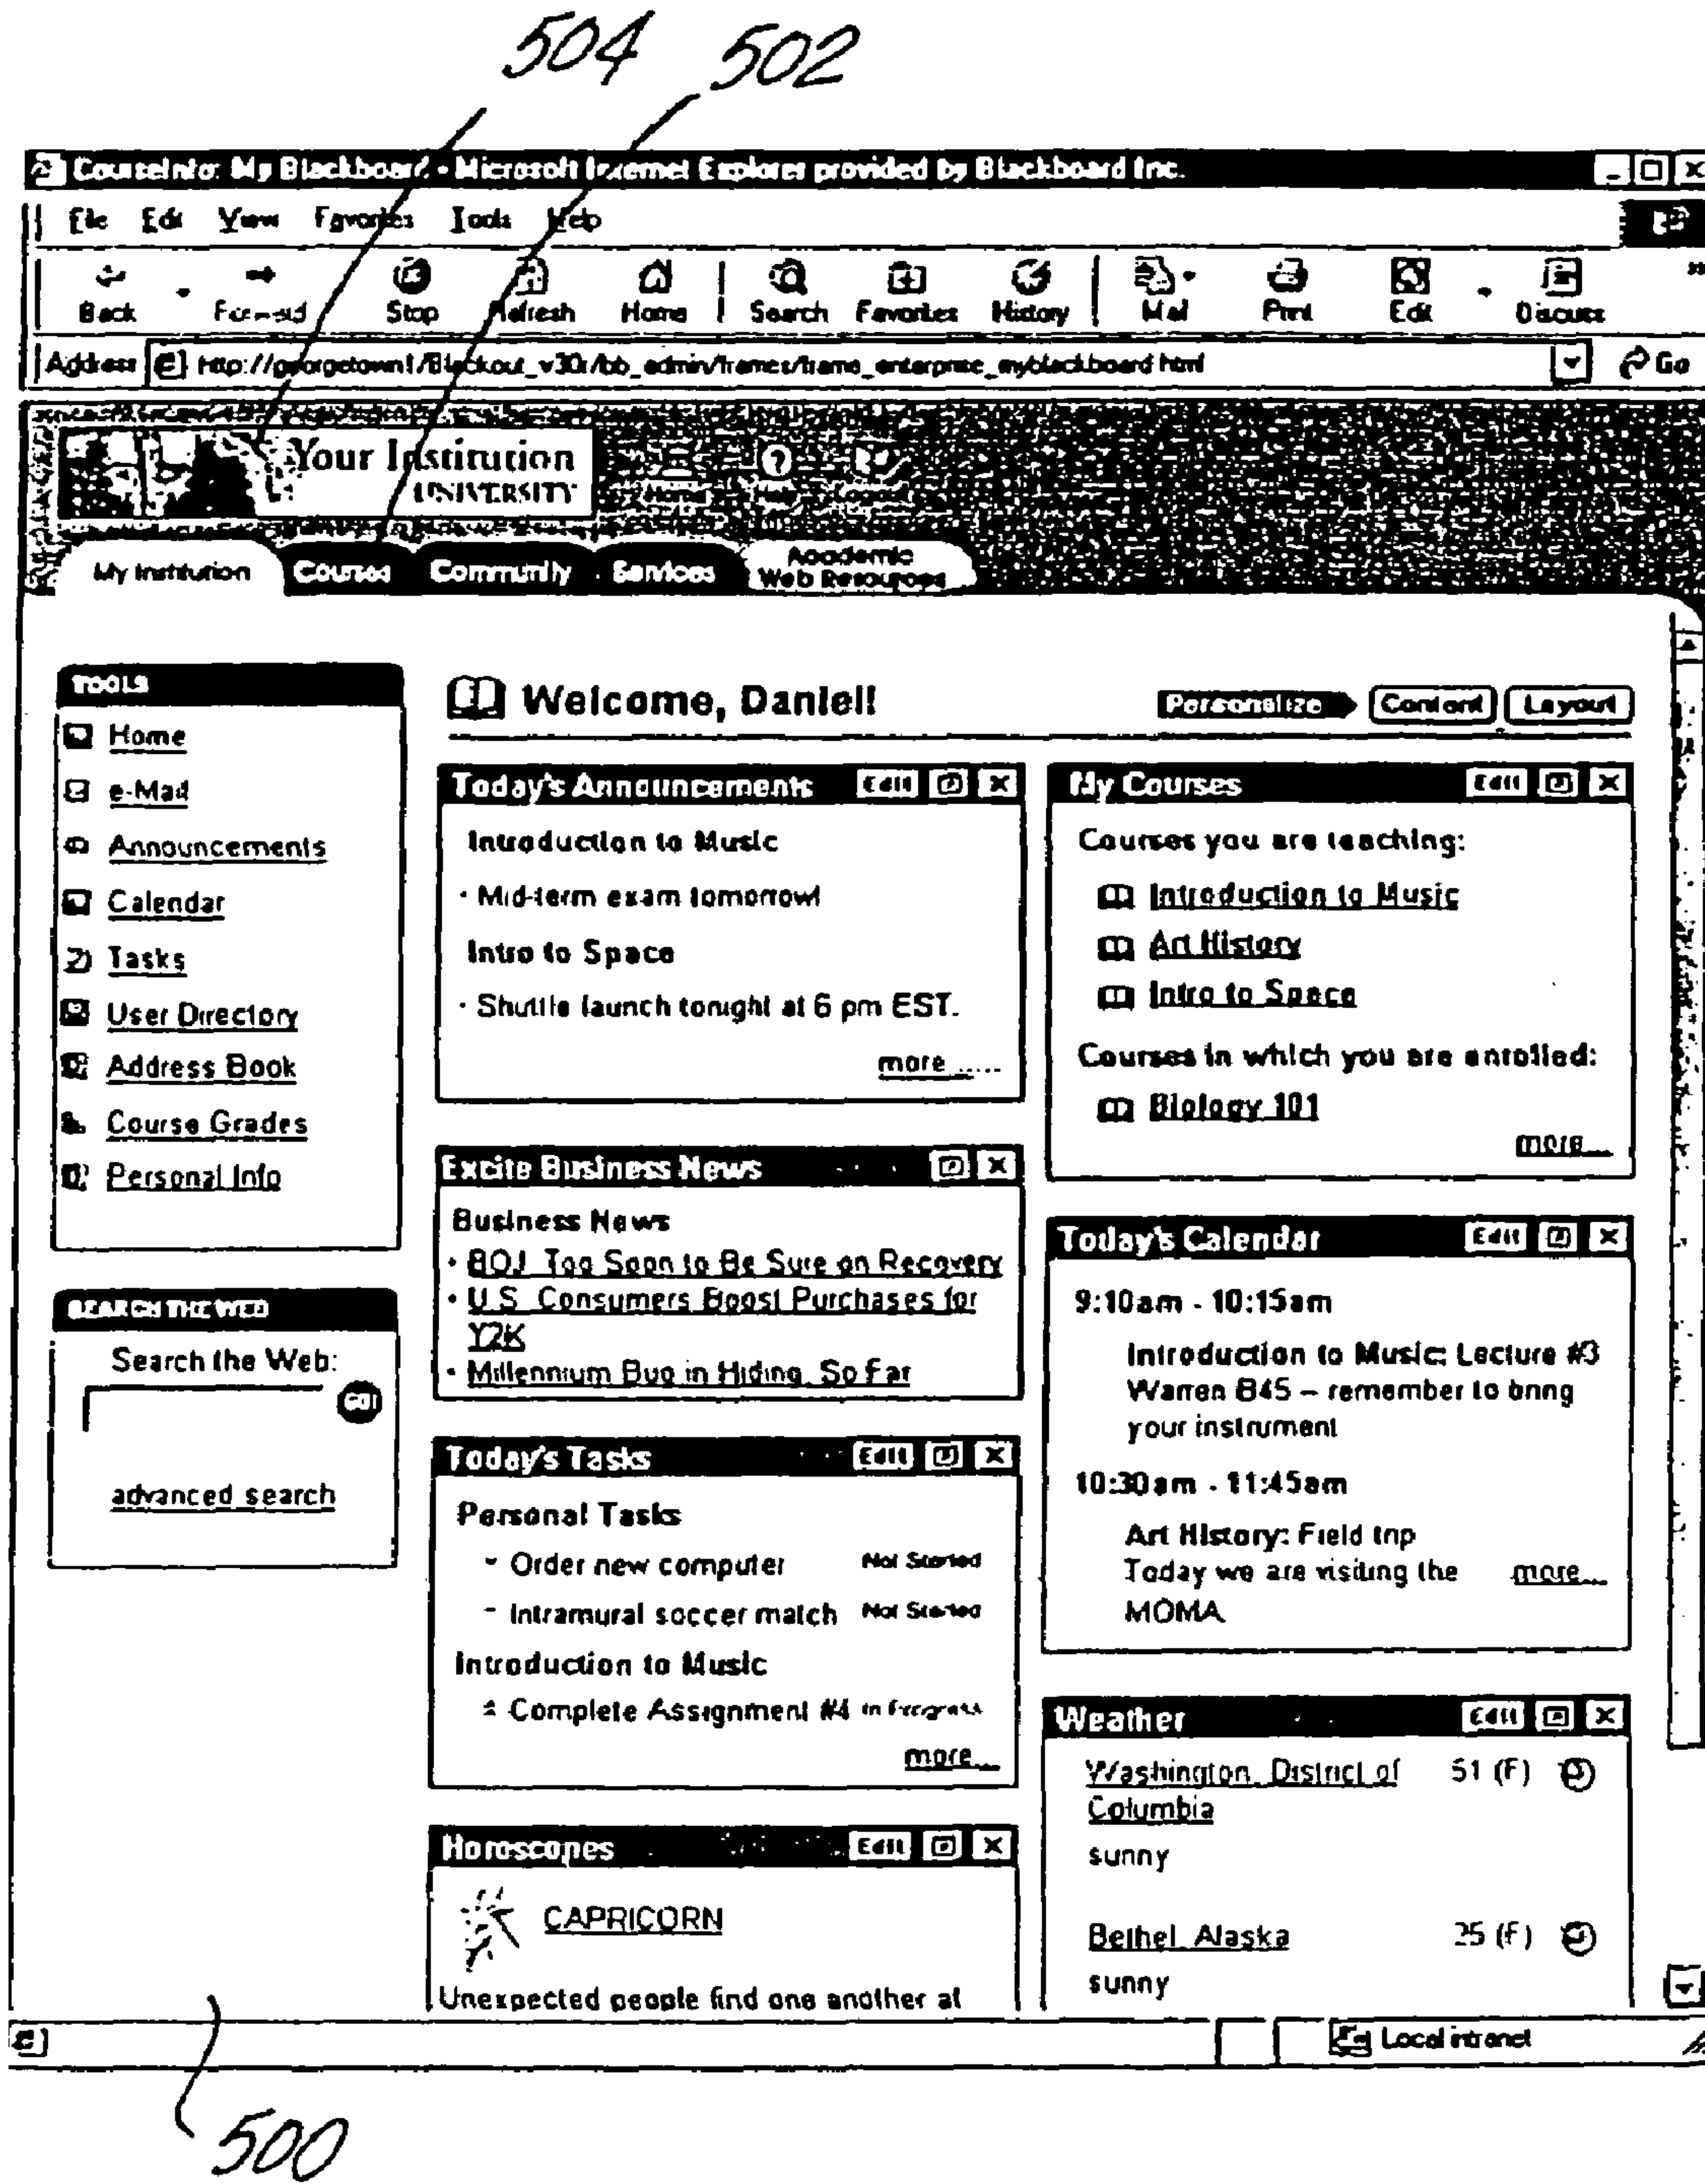 504 502
CourseInfo: My Blackboard - Microsoft Internet Explorer provided by Blackboard Inc.
File Edit View Favorites Tools Help
Back Forward Stop Refresh Home Search Favorites History Mail Print Edit Discuss
Address http://georgetown1/Blackout_v30r/bb_admin/frames/frame_enterprise_myblackboard.html Go
Your Institution
UNIVERSITY
Home Help Logout
My Institution Courses Community Services Academic
Web Resources
TOOLS
Home
e-Mail
Announcements
Calendar
Tasks
User Directory
Address Book
Course Grades
Personal Info
SEARCH THE WEB
Search the Web:
GO!
advanced search
Welcome, Daniel!
Personalize Content Layout
Today's Announcements Edit
Introduction to Music
· Mid-term exam tomorrow!
Intro to Space
· Shuttle launch tonight at 6 pm EST.
more .....
Excite Business News
Business News
· BOJ Too Soon to Be Sure on Recovery
· U.S. Consumers Boost Purchases for
Y2K
· Millennium Bug in Hiding, So Far
Today's Tasks Edit
Personal Tasks
Order new computer Not Started
- Intramural soccer match Not Started
Introduction to Music
Complete Assignment #4 In Progress
more...
Horoscopes Edit
CAPRICORN
Unexpected people find one another at
My Courses Edit
Courses you are teaching:
Introduction to Music
Art History
Intro to Space
Courses in which you are enrolled:
Biology 101
more...
Today's Calendar Edit
9:10am - 10:15am
Introduction to Music: Lecture #3
Warren B45 – remember to bring
your instrument
10:30am - 11:45am
Art History: Field trip
Today we are visiting the more...
MOMA.
Weather Edit
Washington, District of 51 (F)
Columbia
sunny
Bethel, Alaska 25 (F)
sunny
Local intranet
500